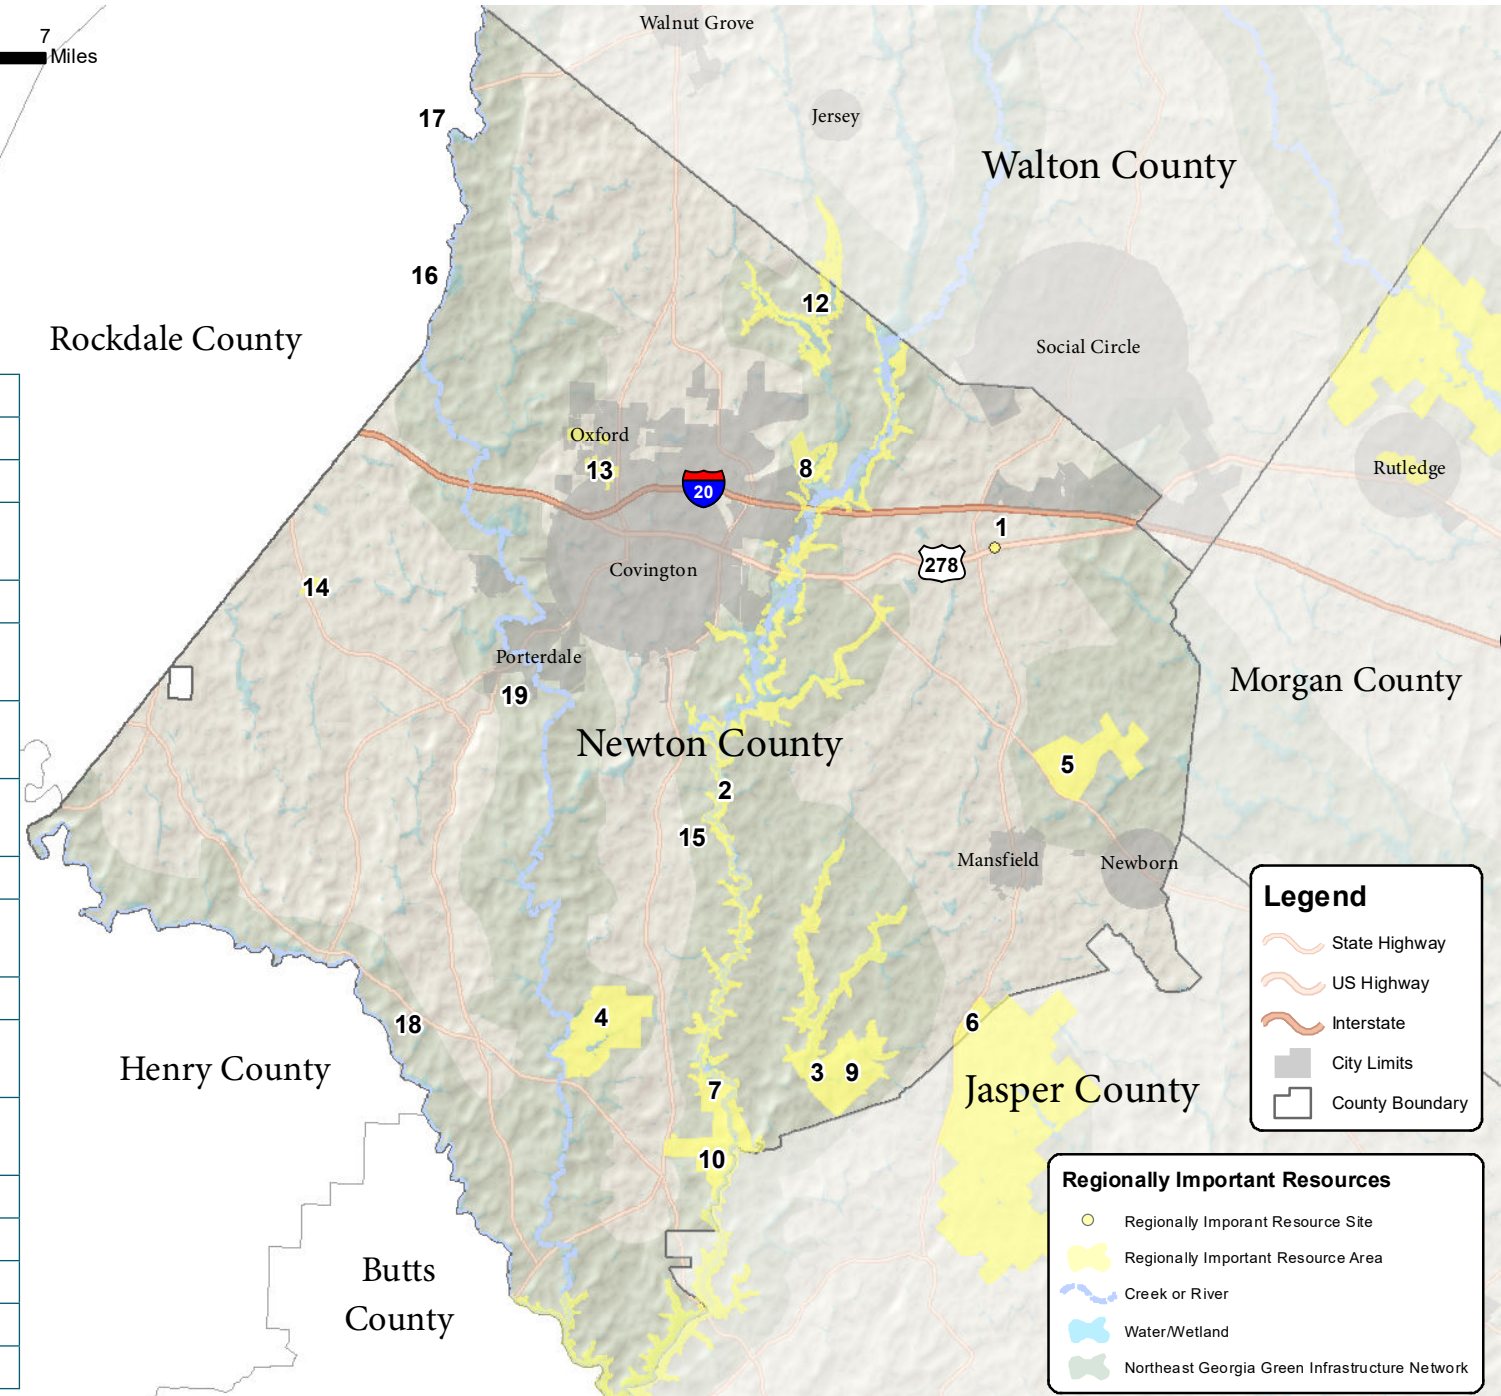 7
Miles
Walnut Grove
17
Jersey
Walton County
16
12
Rockdale County
Social Circle
Oxford
13
8
20
Rutledge
1
278
Covington
14
Porterdale
19
Morgan County
Newton County
5
2
15
Mansfield
Newborn
4
18
6
Henry County
3
9
7
Jasper County
10
Butts
County
Legend
State Highway
US Highway
Interstate
City Limits
County Boundary
Regionally Important Resources
Regionally Imporant Resource Site
Regionally Important Resource Area
Creek or River
Water/Wetland
Northeast Georgia Green Infrastructure Network